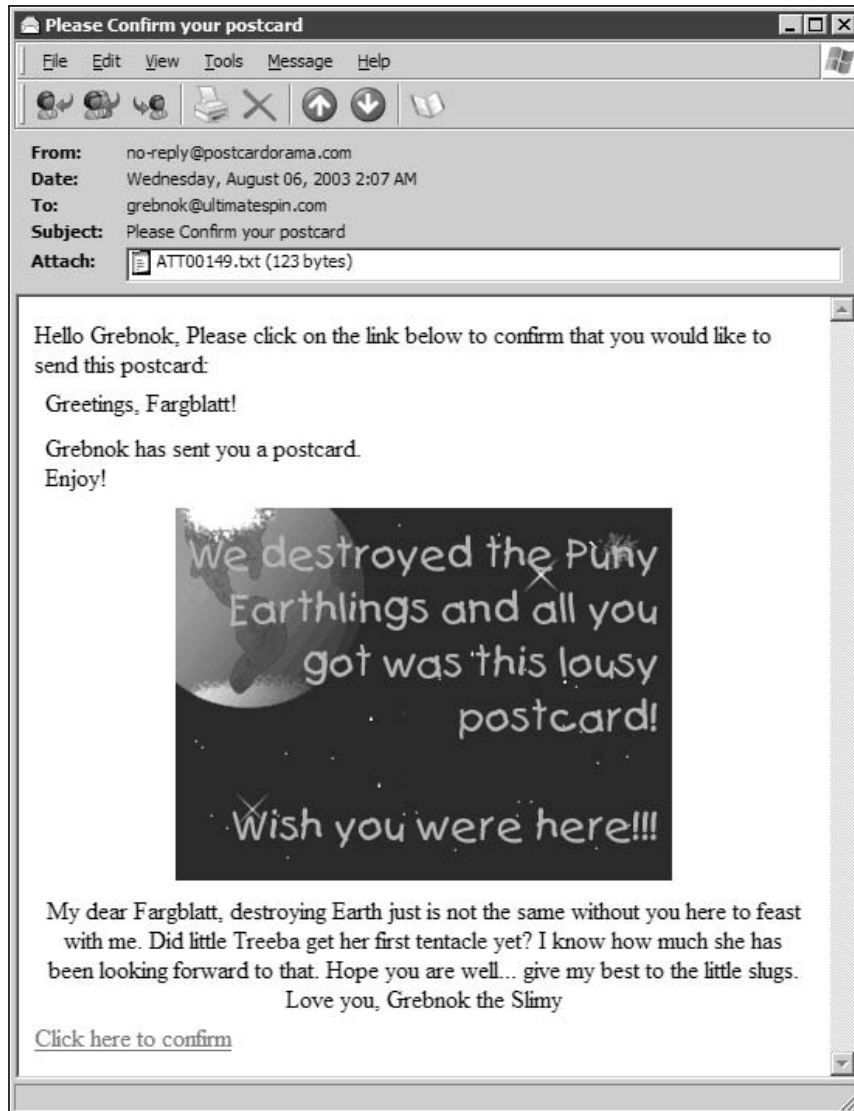 Please Confirm your postcard
File Edit View Tools Message Help
From: no-reply@postcardorama.com
Date: Wednesday, August 06, 2003 2:07 AM
To: grebnok@ultimatespin.com
Subject: Please Confirm your postcard
Attach: ATT00149.txt (123 bytes)
Hello Grebnok, Please click on the link below to confirm that you would like to
send this postcard:
Greetings, Fargblatt!
Grebnok has sent you a postcard.
Enjoy!
We destroyed the Puny
Earthlings and all you
got was this lousy
postcard!
Wish you were here!!!
My dear Fargblatt, destroying Earth just is not the same without you here to feast
with me. Did little Treeba get her first tentacle yet? I know how much she has
been looking forward to that. Hope you are well... give my best to the little slugs.
Love you, Grebnok the Slimy
Click here to confirm